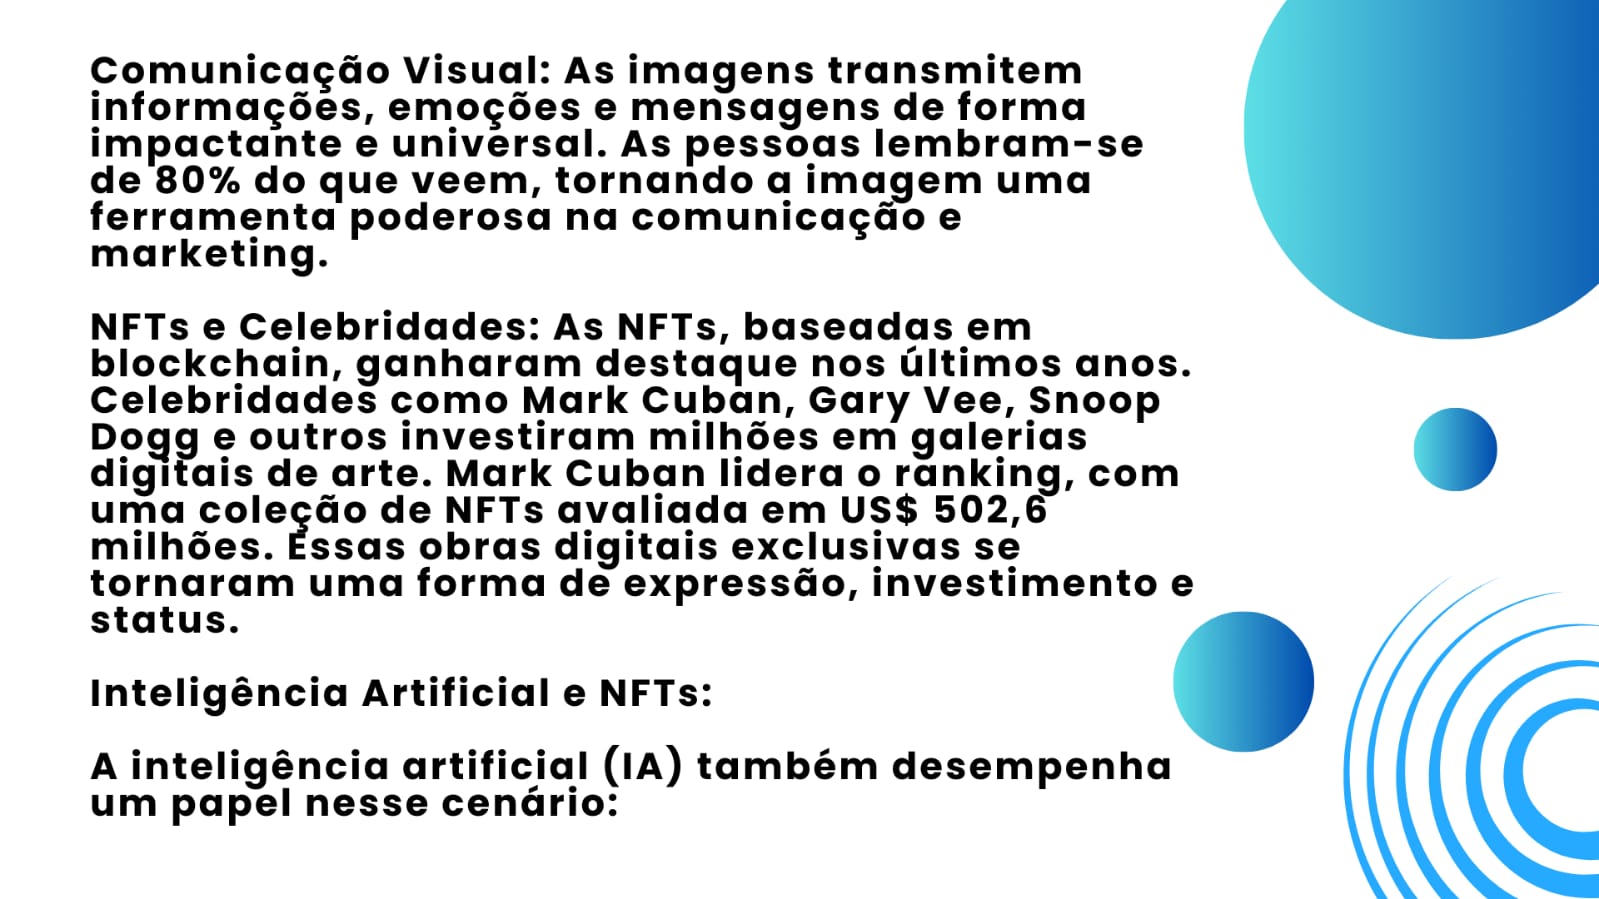 Comunicação Visual: As imagens transmitem
informações, emoções e mensagens de forma
impactante e universal. As pessoas lembram-se
de 80% do que veem, tornando a imagem uma
ferramenta poderosa na comunicação e
marketing.
NFTs e Celebridades: As NFTs, baseadas em
blockchain, ganharam destaque nos últimos anos.
Celebridades como Mark Cuban, Gary Vee, Snoop
Dogg e outros investiram milhões em galerias
digitais de arte. Mark Cuban lidera o ranking, com
uma coleção de NFTs avaliada em US$ 502,6
milhões. Essas obras digitais exclusivas se
tornaram uma forma de expressão, investimento e
status.
Inteligência Artificial e NFTs:
A inteligência artificial (IA) também desempenha
um papel nesse cenário: